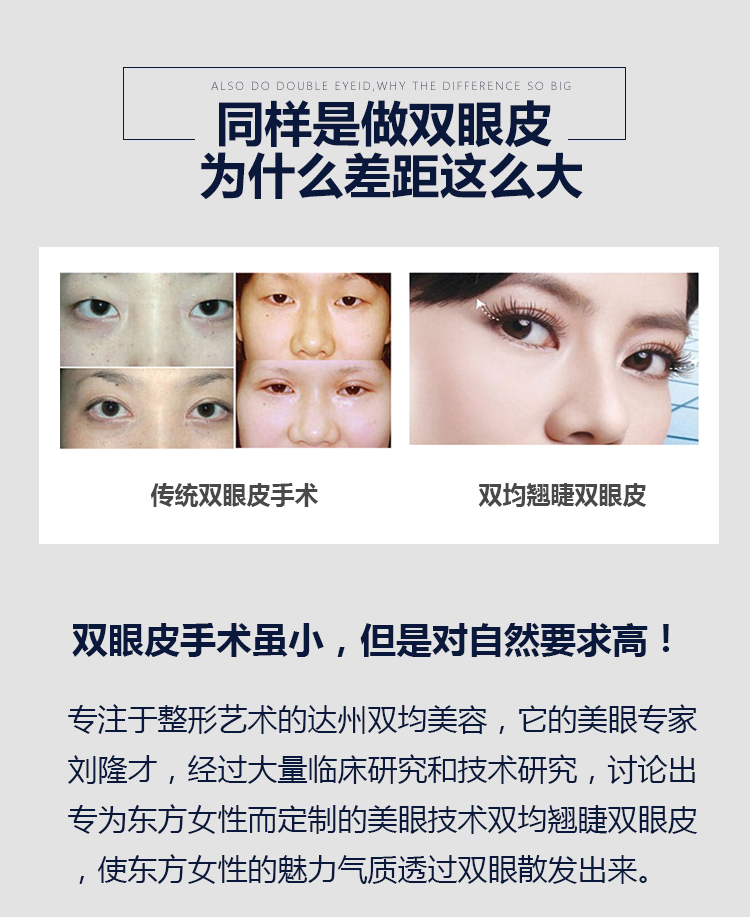 ALSO DO DOUBLE EYEID,WHY THE DIFFERENCE SO BIG
同样是做双眼皮
为什么差距这么大
传统双眼皮手术
双均翘睫双眼皮
双眼皮手术虽小，但是对自然要求高！
专注于整形艺术的达州双均美容，它的美眼专家
刘隆才，经过大量临床研究和技术研究，讨论出
专为东方女性而定制的美眼技术双均翘睫双眼皮
，使东方女性的魅力气质透过双眼散发出来。